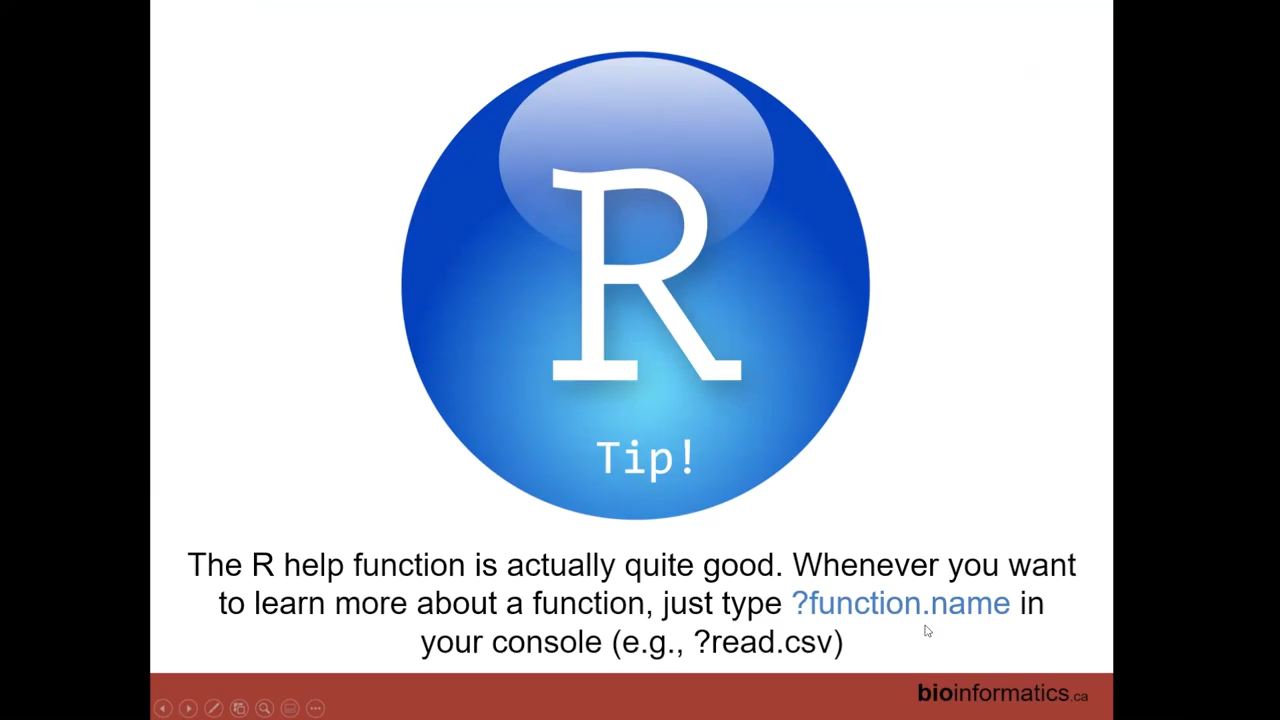 R
Tip!
The R help function is actually quite good. Whenever you want
to learn more about a function, just type ?function.name in
your console (e.g., ?read.csv)
bioinformatics.ca